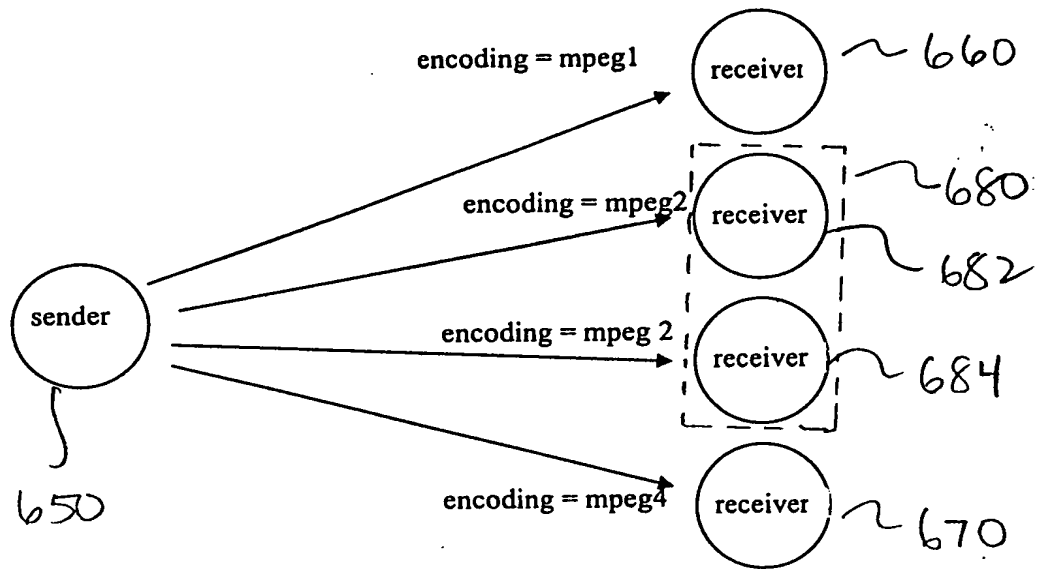 encoding = mpeg1
receiver
660
encoding = mpeg2
receiver
680
682
sender
encoding = mpeg 2
receiver
684
650
encoding = mpeg4
receiver
670